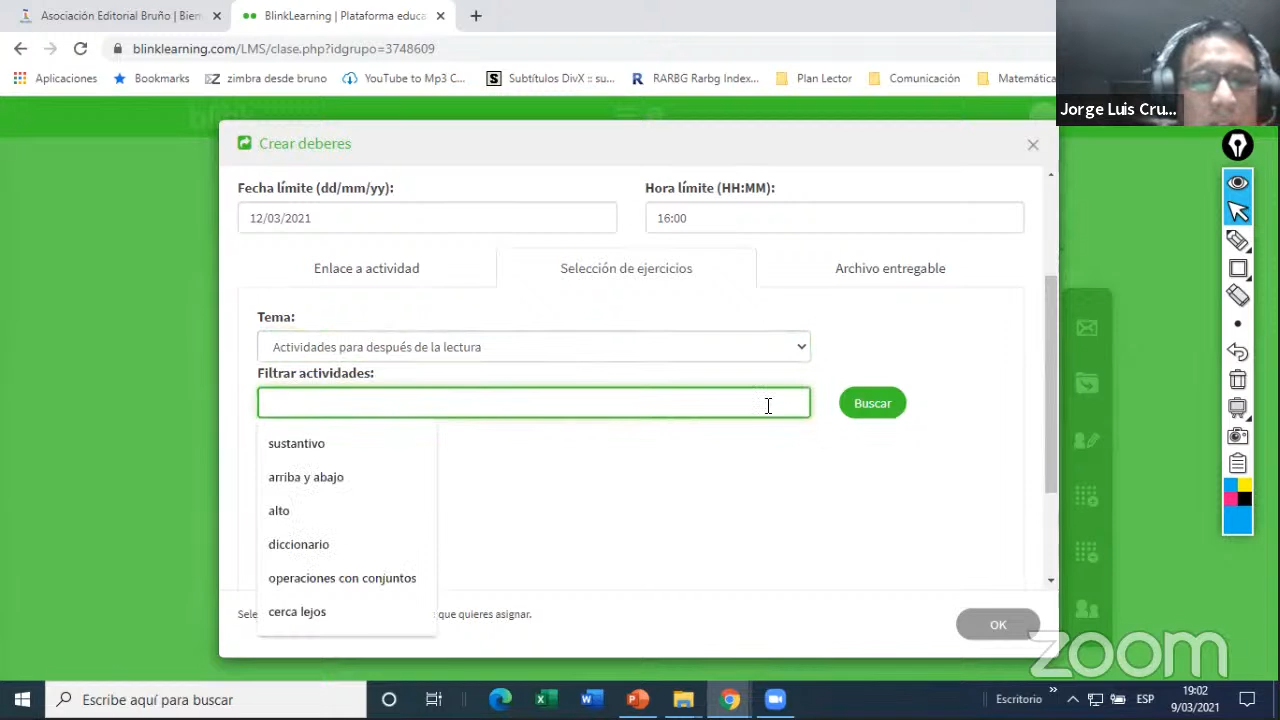 Asociación Editorial Bruño | Bien
BlinkLearning | Plataforma educa
blinklearning.com/LMS/clase.php?idgrupo=3748609
Aplicaciones
Bookmarks
zimbra desde bruno
YouTube to Mp3 C...
Subtítulos DivX :: su...
RARBG Rarbg Index...
Plan Lector
Comunicación
Matemática
Jorge Luis Cru...
Crear deberes
Fecha límite (dd/mm/yy):
Hora límite (HH:MM):
12/03/2021
16:00
Enlace a actividad
Selección de ejercicios
Archivo entregable
Tema:
Actividades para después de la lectura
Filtrar actividades:
Buscar
sustantivo
arriba y abajo
alto
diccionario
operaciones con conjuntos
cerca lejos
Sele
que quieres asignar.
OK
zoom
Escribe aquí para buscar
Escritorio
ESP
19:02
9/03/2021